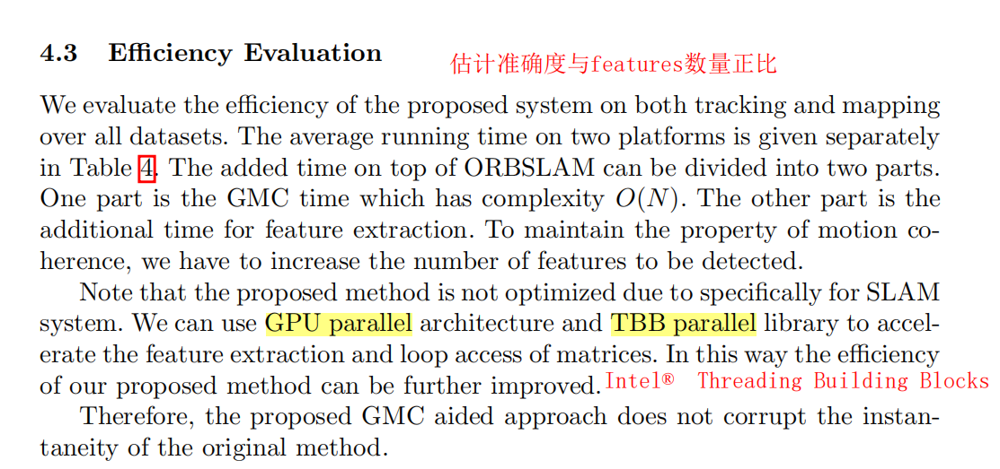 4.3 Efficiency Evaluation
估计准确度与features数量正比
We evaluate the efficiency of the proposed system on both tracking and mapping
over all datasets. The average running time on two platforms is given separately
in Table 4. The added time on top of ORBSLAM can be divided into two parts.
One part is the GMC time which has complexity O(N). The other part is the
additional time for feature extraction. To maintain the property of motion co-
herence, we have to increase the number of features to be detected.
Note that the proposed method is not optimized due to specifically for SLAM
system. We can use GPU parallel architecture and TBB parallel library to accel-
erate the feature extraction and loop access of matrices. In this way the efficiency
of our proposed method can be further improved.
Intel® Threading Building Blocks
Therefore, the proposed GMC aided approach does not corrupt the instan-
taneity of the original method.